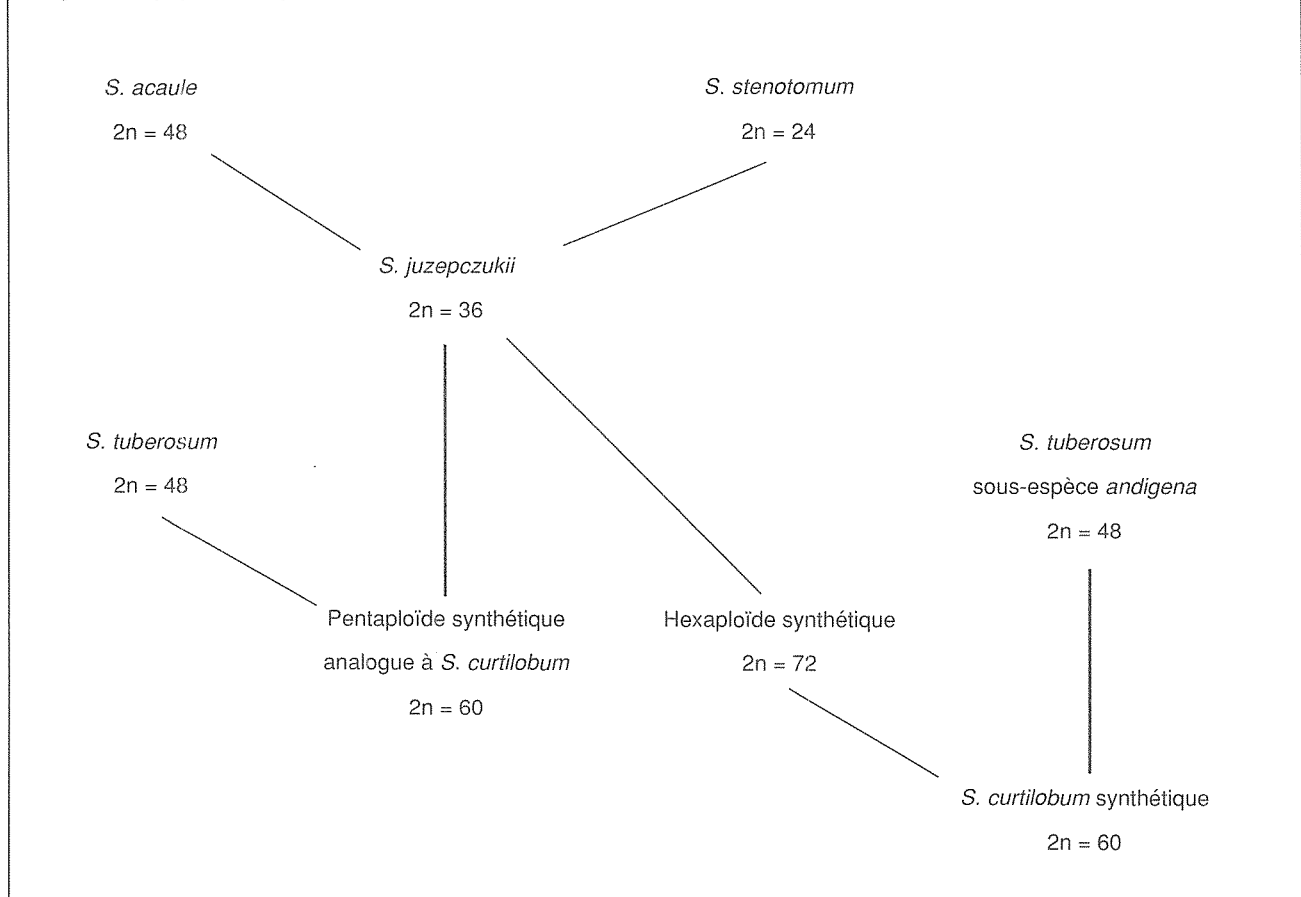 S. acaule
2n = 48
S. stenotomum
2n = 24
S. juzepczukii
2n = 36
S. tuberosum
2n = 48
S. tuberosum
sous-espèce andigena
2n = 48
Pentaploïde synthétique
analogue à S. curtilobum
2n = 60
Hexaploïde synthétique
2n = 72
S. curtilobum synthétique
2n = 60